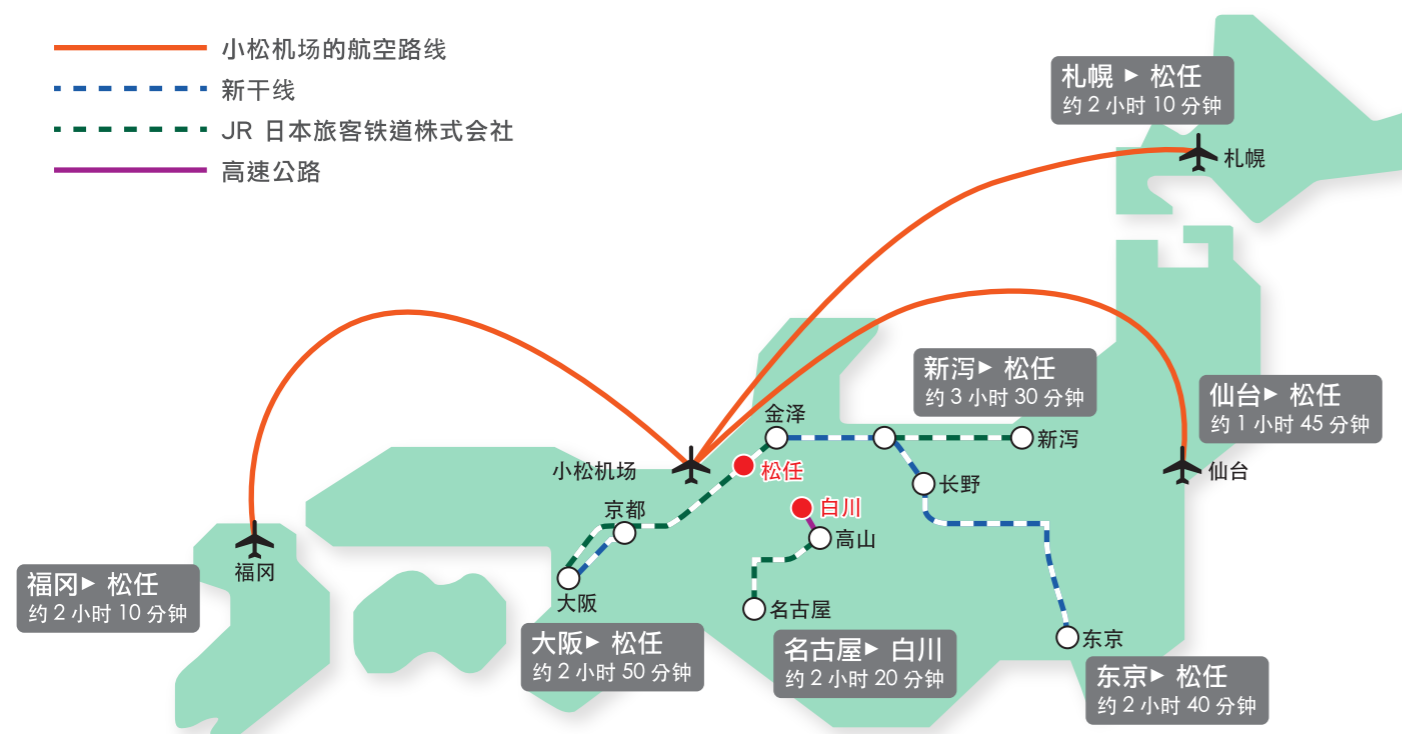 小松机场的航空路线
新干线
JR 日本旅客铁道株式会社
高速公路
札幌 ▶ 松任
约 2 小时 10 分钟
札幌
新泻▶ 松任
约 3 小时 30 分钟
仙台▶ 松任
约 1 小时 45 分钟
金泽
新泻
小松机场
松任
仙台
长野
京都
白川
高山
福冈
福冈▶ 松任
约 2 小时 10 分钟
大阪
名古屋
大阪▶ 松任
约 2 小时 50 分钟
名古屋▶ 白川
约 2 小时 20 分钟
东京
东京▶ 松任
约 2 小时 40 分钟